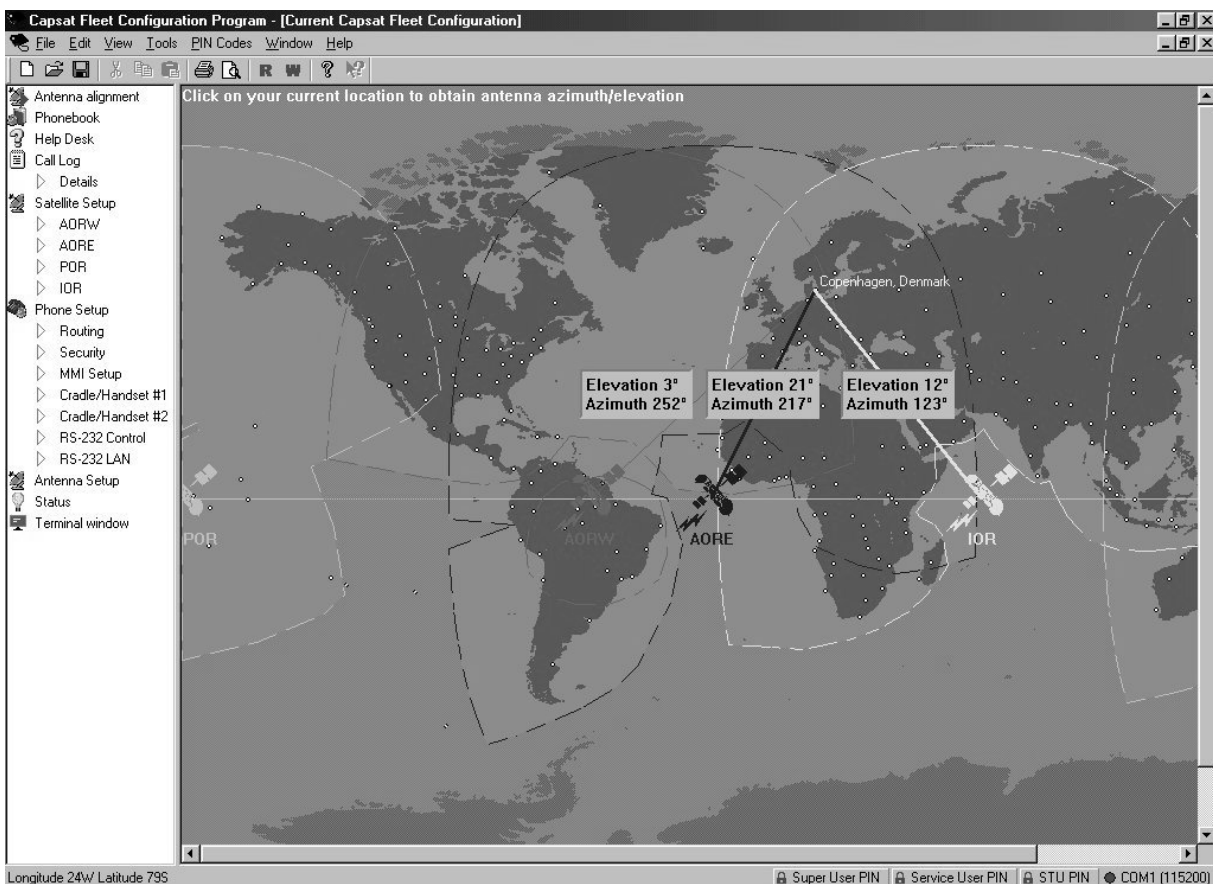 Capsat Fleet Configuration Program - [Current Capsat Fleet Configuration]
File Edit View Tools PIN Codes Window Help
R W
Antenna alignment
Phonebook
Help Desk
Call Log
Details
Satellite Setup
AORW
AORE
POR
IOR
Phone Setup
Routing
Security
MMI Setup
Cradle/Handset #1
Cradle/Handset #2
RS-232 Control
RS-232 LAN
Antenna Setup
Status
Terminal window
Click on your current location to obtain antenna azimuth/elevation
Copenhagen, Denmark
Elevation 3°
Azimuth 252°
Elevation 21°
Azimuth 217°
Elevation 12°
Azimuth 123°
POR
AORW
AORE
IOR
Longitude 24W Latitude 79S
Super User PIN
Service User PIN
STU PIN
COM1 (115200)